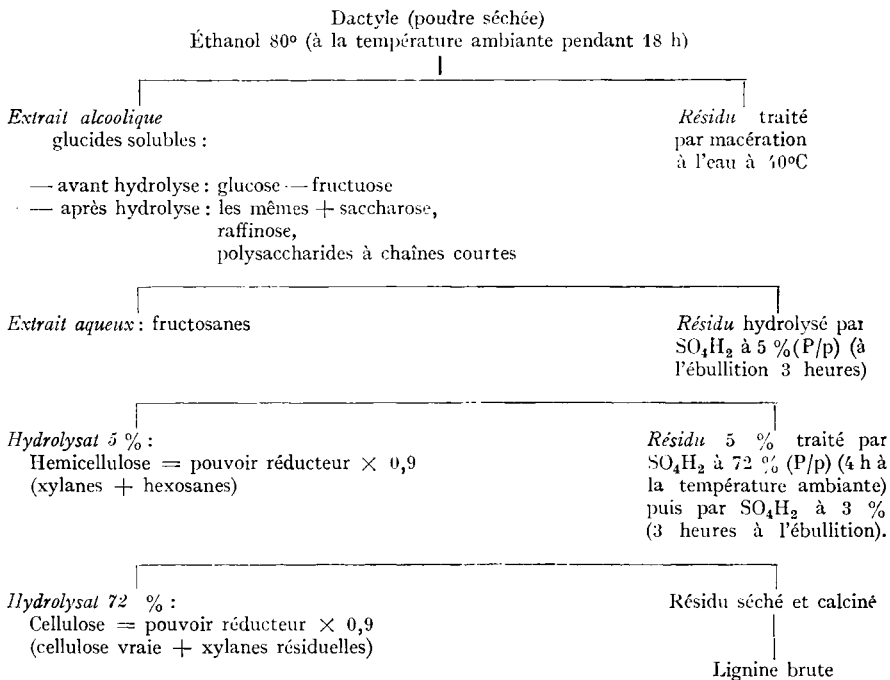 Dactyle (poudre séchée)
Éthanol 80° (à la température ambiante pendant 18 h)
Extrait alcoolique
glucides solubles :
— avant hydrolyse : glucose — fructuose
— après hydrolyse : les mêmes + saccharose,
raffinose,
polysaccharides à chaînes courtes
Résidu traité
par macération
à l'eau à 40°C
Extrait aqueux : fructosanes
Résidu hydrolysé par
SO₄H₂ à 5 % (P/p) (à
l'ébullition 3 heures)
Hydrolysat 5 % :
Hemicellulose = pouvoir réducteur × 0,9
(xylanes + hexosanes)
Résidu 5 % traité par
SO₄H₂ à 72 % (P/p) (4 h à
la température ambiante)
puis par SO₄H₂ à 3 %
(3 heures à l'ébullition).
Hydrolysat 72 % :
Cellulose = pouvoir réducteur × 0,9
(cellulose vraie + xylanes résiduelles)
Résidu séché et calciné
Lignine brute